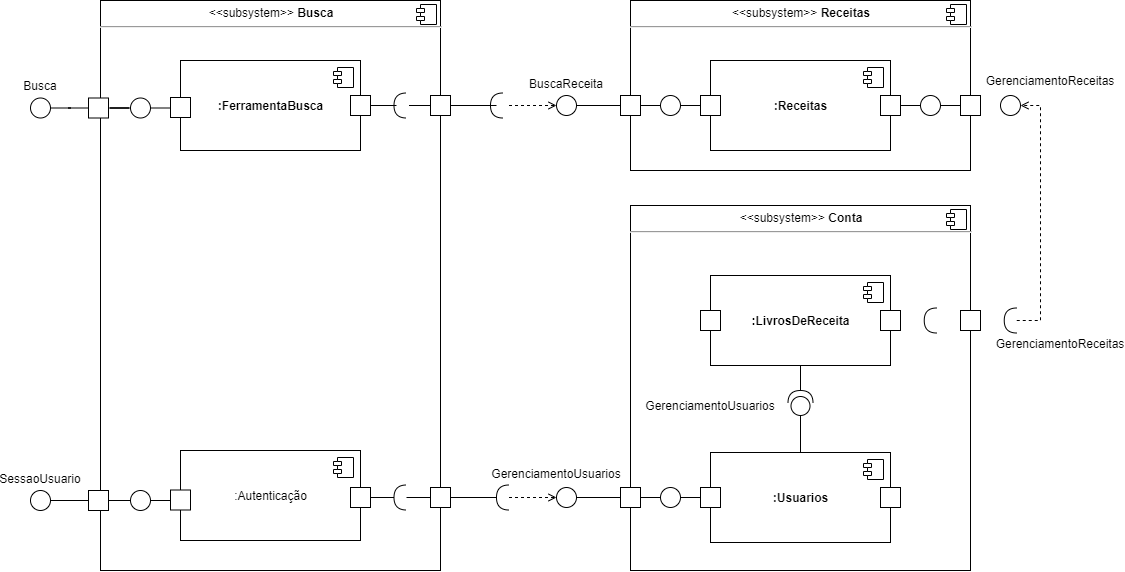 <<subsystem>> Busca
<<subsystem>> Receitas
Busca
:FerramentaBusca
BuscaReceita
:Receitas
GerenciamentoReceitas
<<subsystem>> Conta
:LivrosDeReceita
GerenciamentoReceitas
GerenciamentoUsuarios
SessaoUsuario
:Autenticação
GerenciamentoUsuarios
:Usuarios